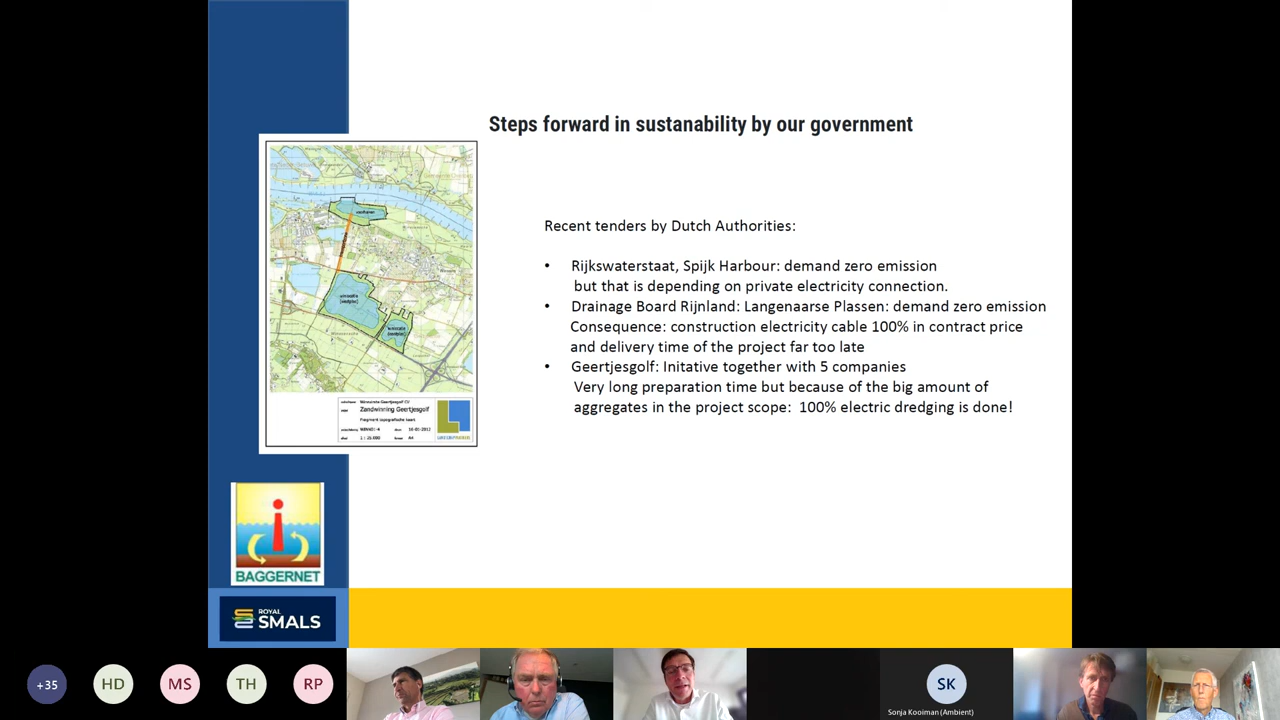 Steps forward in sustanability by our government
Recent tenders by Dutch Authorities:
• Rijkswaterstaat, Spijk Harbour: demand zero emission
but that is depending on private electricity connection.
• Drainage Board Rijnland: Langenaarse Plassen: demand zero emission
Consequence: construction electricity cable 100% in contract price
and delivery time of the project far too late
• Geertjesgolf: Initative together with 5 companies
Very long preparation time but because of the big amount of
aggregates in the project scope: 100% electric dredging is done!
Zandwinning Geertjesgolf
BAGGERNET
ROYAL
SMALS
+35
HD
MS
TH
RP
SK
Sonja Kooiman (Ambient)